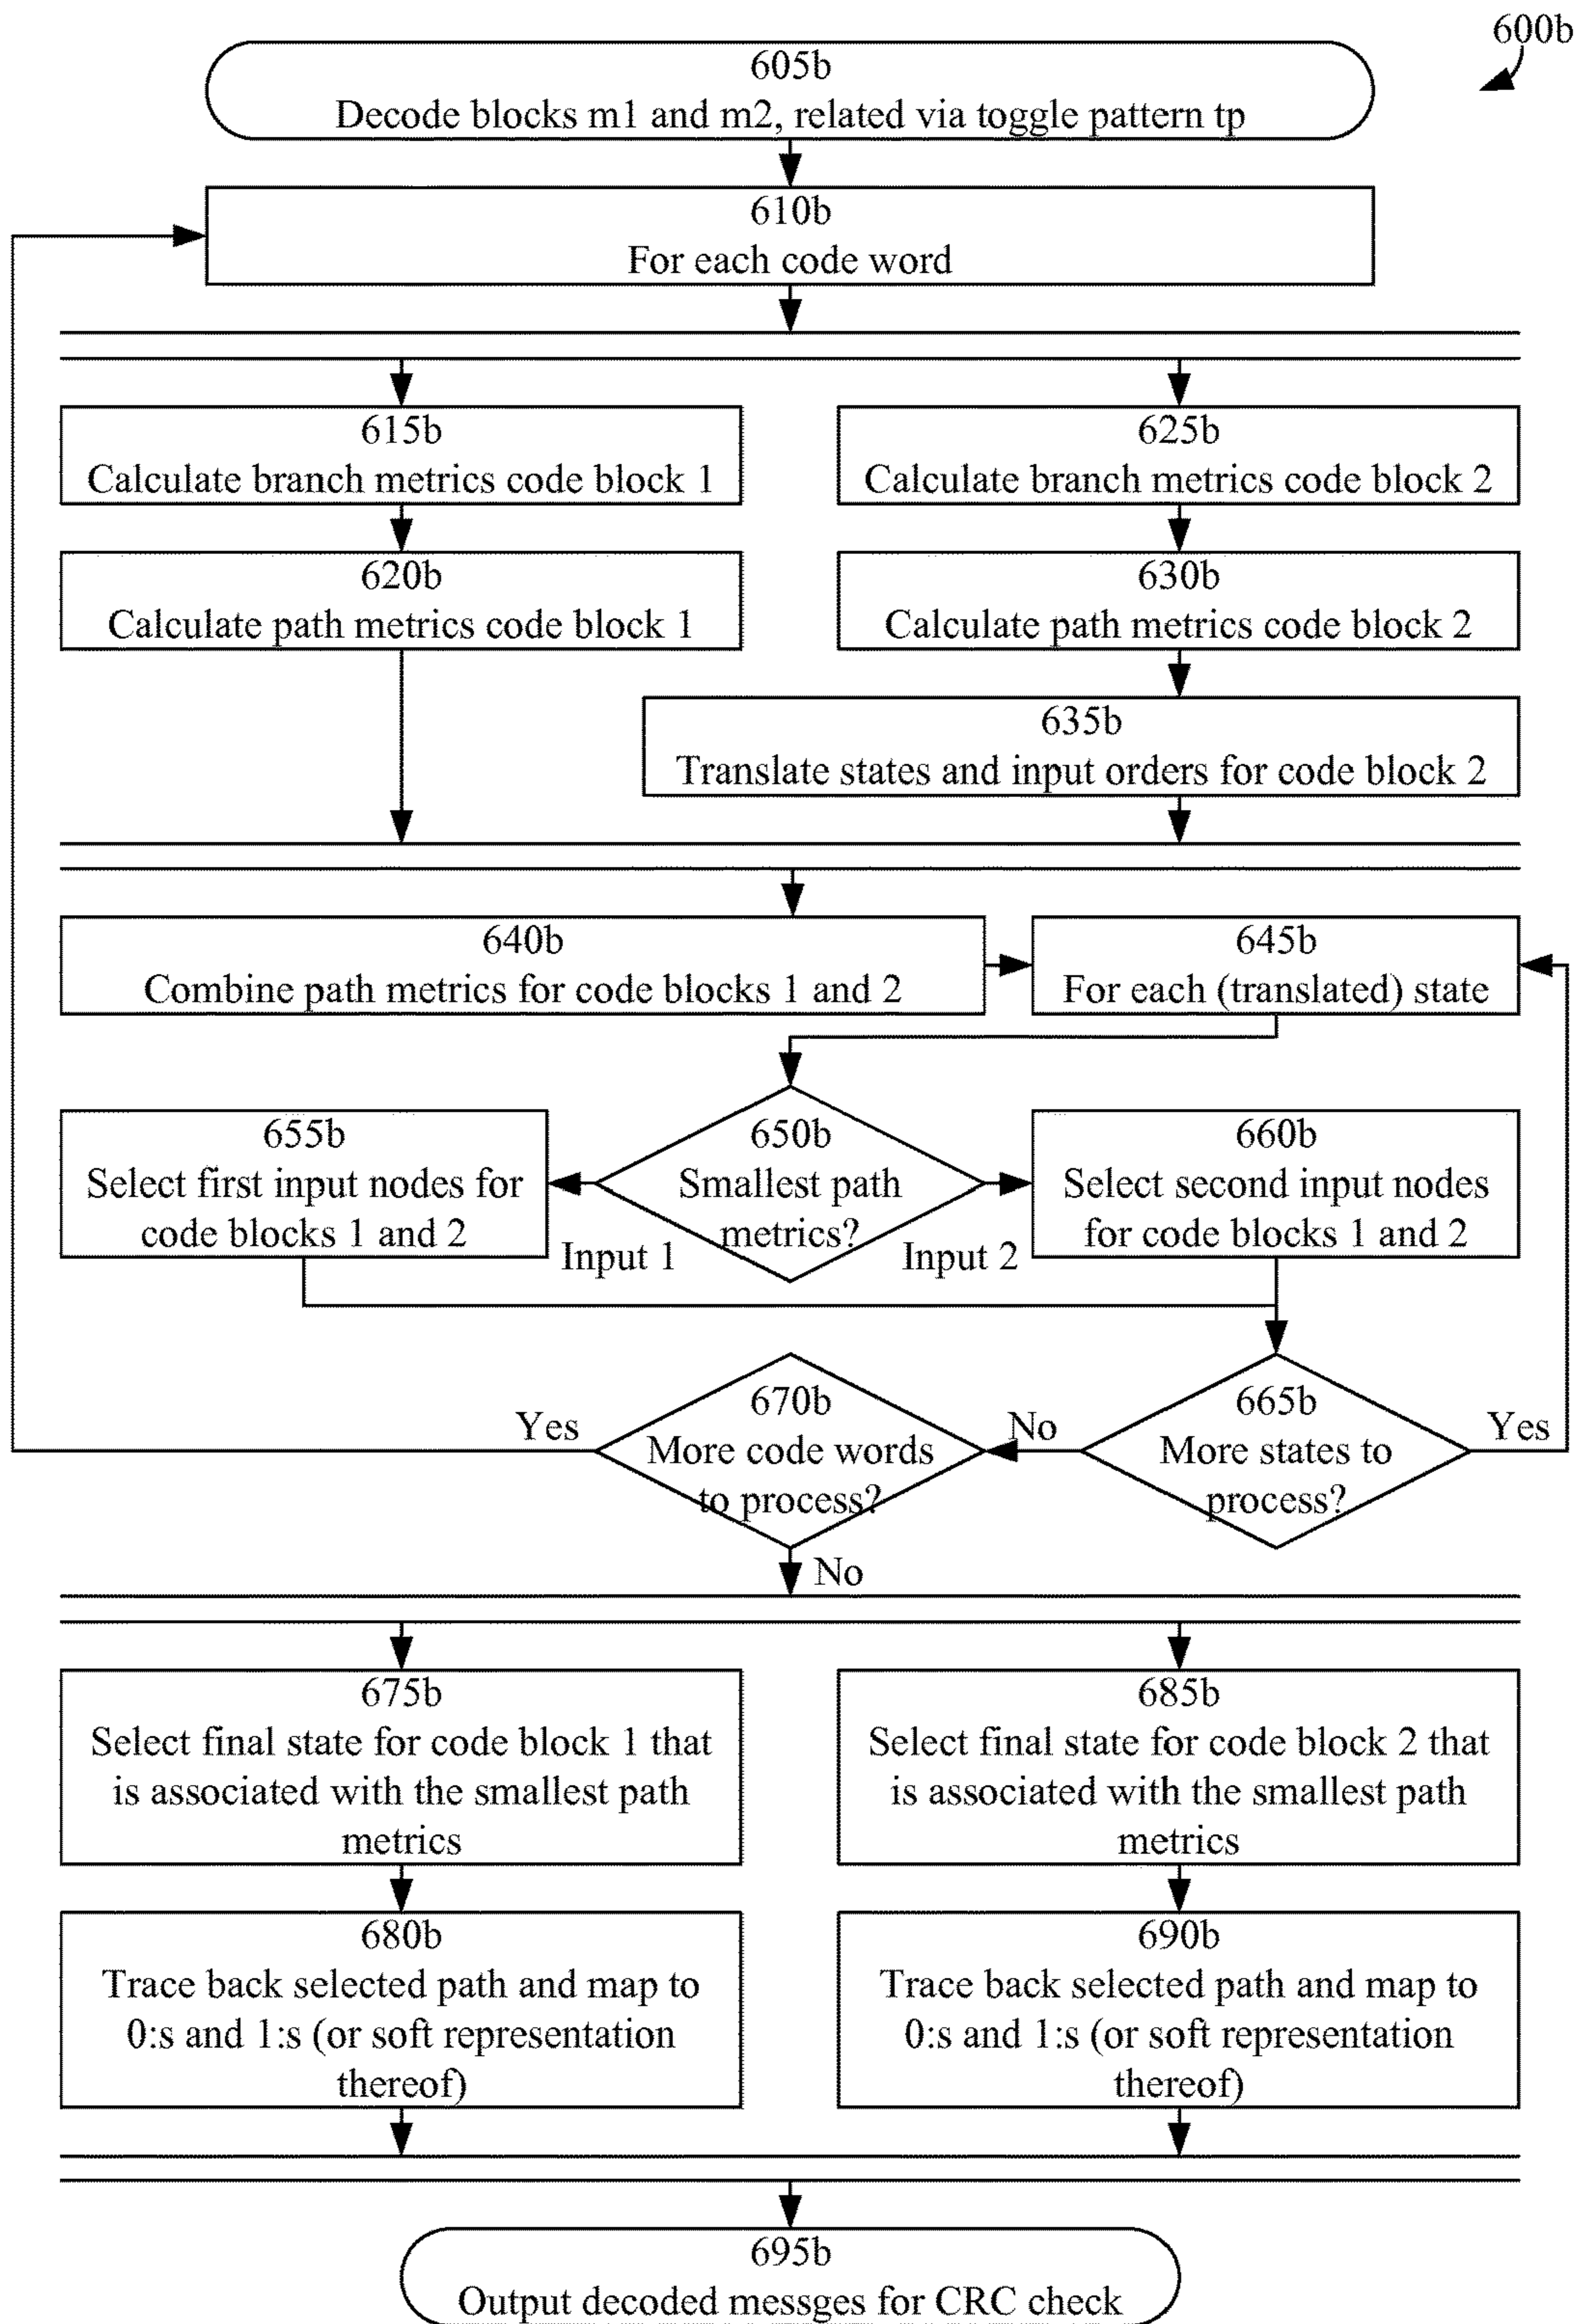 600b
605b
Decode blocks m1 and m2, related via toggle pattern tp
610b
For each code word
615b
Calculate branch metrics code block 1
625b
Calculate branch metrics code block 2
620b
Calculate path metrics code block 1
630b
Calculate path metrics code block 2
635b
Translate states and input orders for code block 2
640b
Combine path metrics for code blocks 1 and 2
645b
For each (translated) state
655b
Select first input nodes for
code blocks 1 and 2
650b
Smallest path
metrics?
660b
Select second input nodes
for code blocks 1 and 2
Input 1
Input 2
Yes
670b
More code words
to process?
No
665b
More states to
process?
Yes
No
675b
Select final state for code block 1 that
is associated with the smallest path
metrics
685b
Select final state for code block 2 that
is associated with the smallest path
metrics
680b
Trace back selected path and map to
0:s and 1:s (or soft representation
thereof)
690b
Trace back selected path and map to
0:s and 1:s (or soft representation
thereof)
695b
Output decoded messges for CRC check